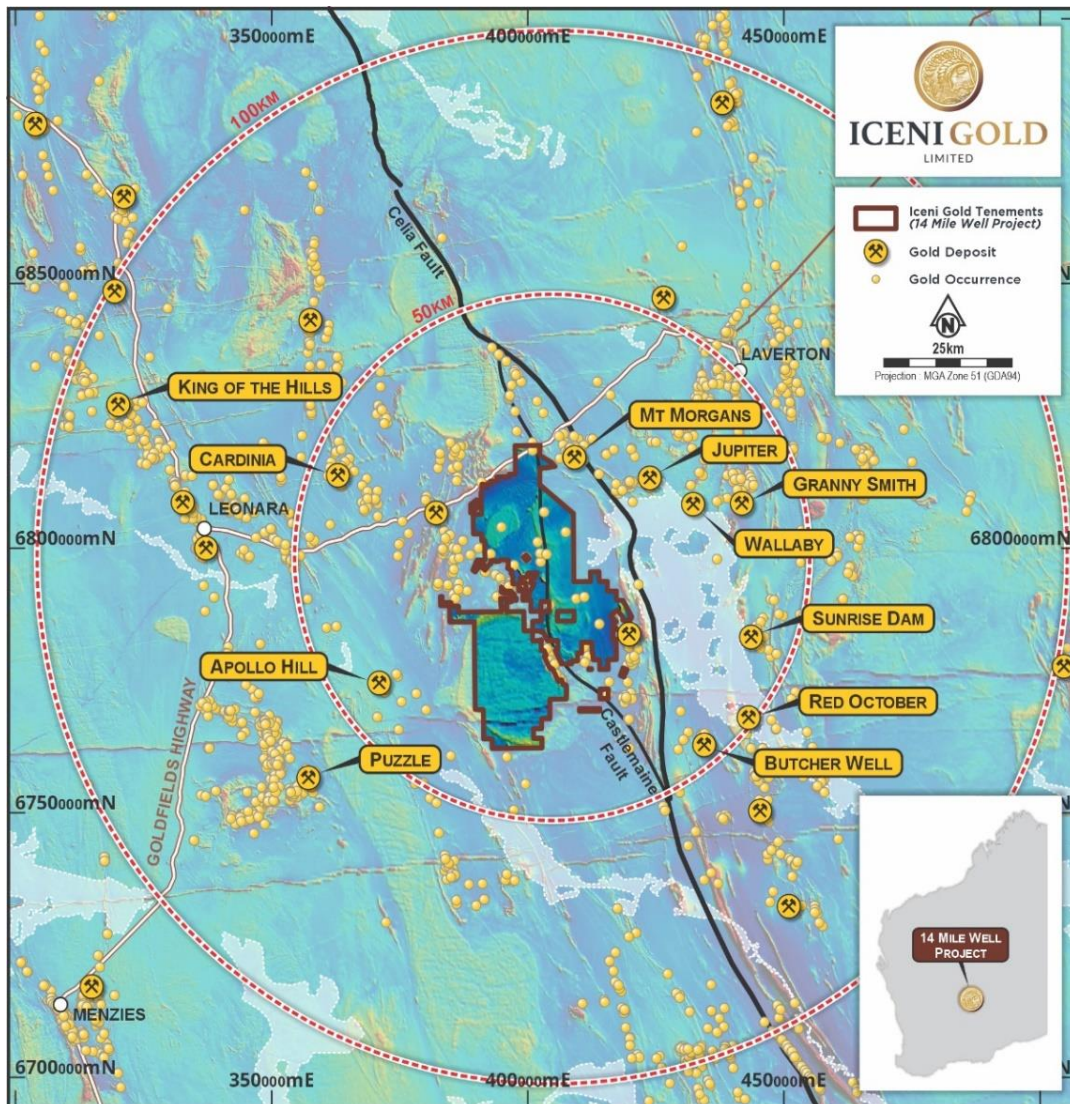 350000mE
400000mE
450000mE
100KM
ICENI GOLD
LIMITED
Iceni Gold Tenements
(14 Mile Well Project)
Gold Deposit
Gold Occurrence
N
25km
Projection : MGA Zone 51 (GDA94)
Celia Fault
6850000mN
6850000mN
50KM
LAVERTON
KING OF THE HILLS
MT MORGANS
CARDINIA
JUPITER
GRANNY SMITH
LEONARA
WALLABY
6800000mN
6800000mN
SUNRISE DAM
APOLLO HILL
RED OCTOBER
Castlemaine
Fault
PUZZLE
BUTCHER WELL
GOLDFIELDS HIGHWAY
6750000mN
14 MILE WELL
PROJECT
MENZIES
6700000mN
350000mE
400000mE
450000mE